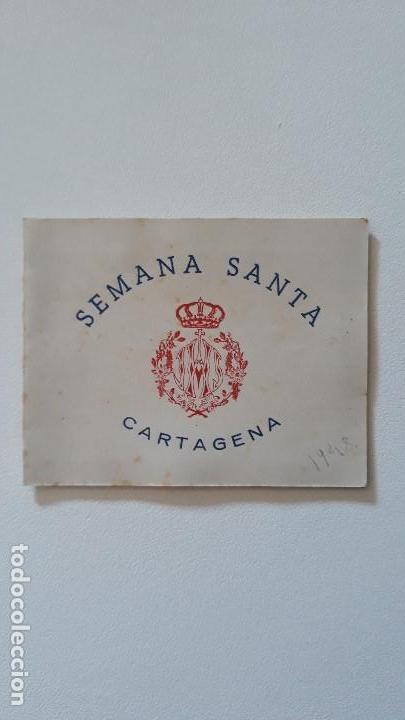 SEMANA SANTA
CARTAGENA
1948
todocoleccion